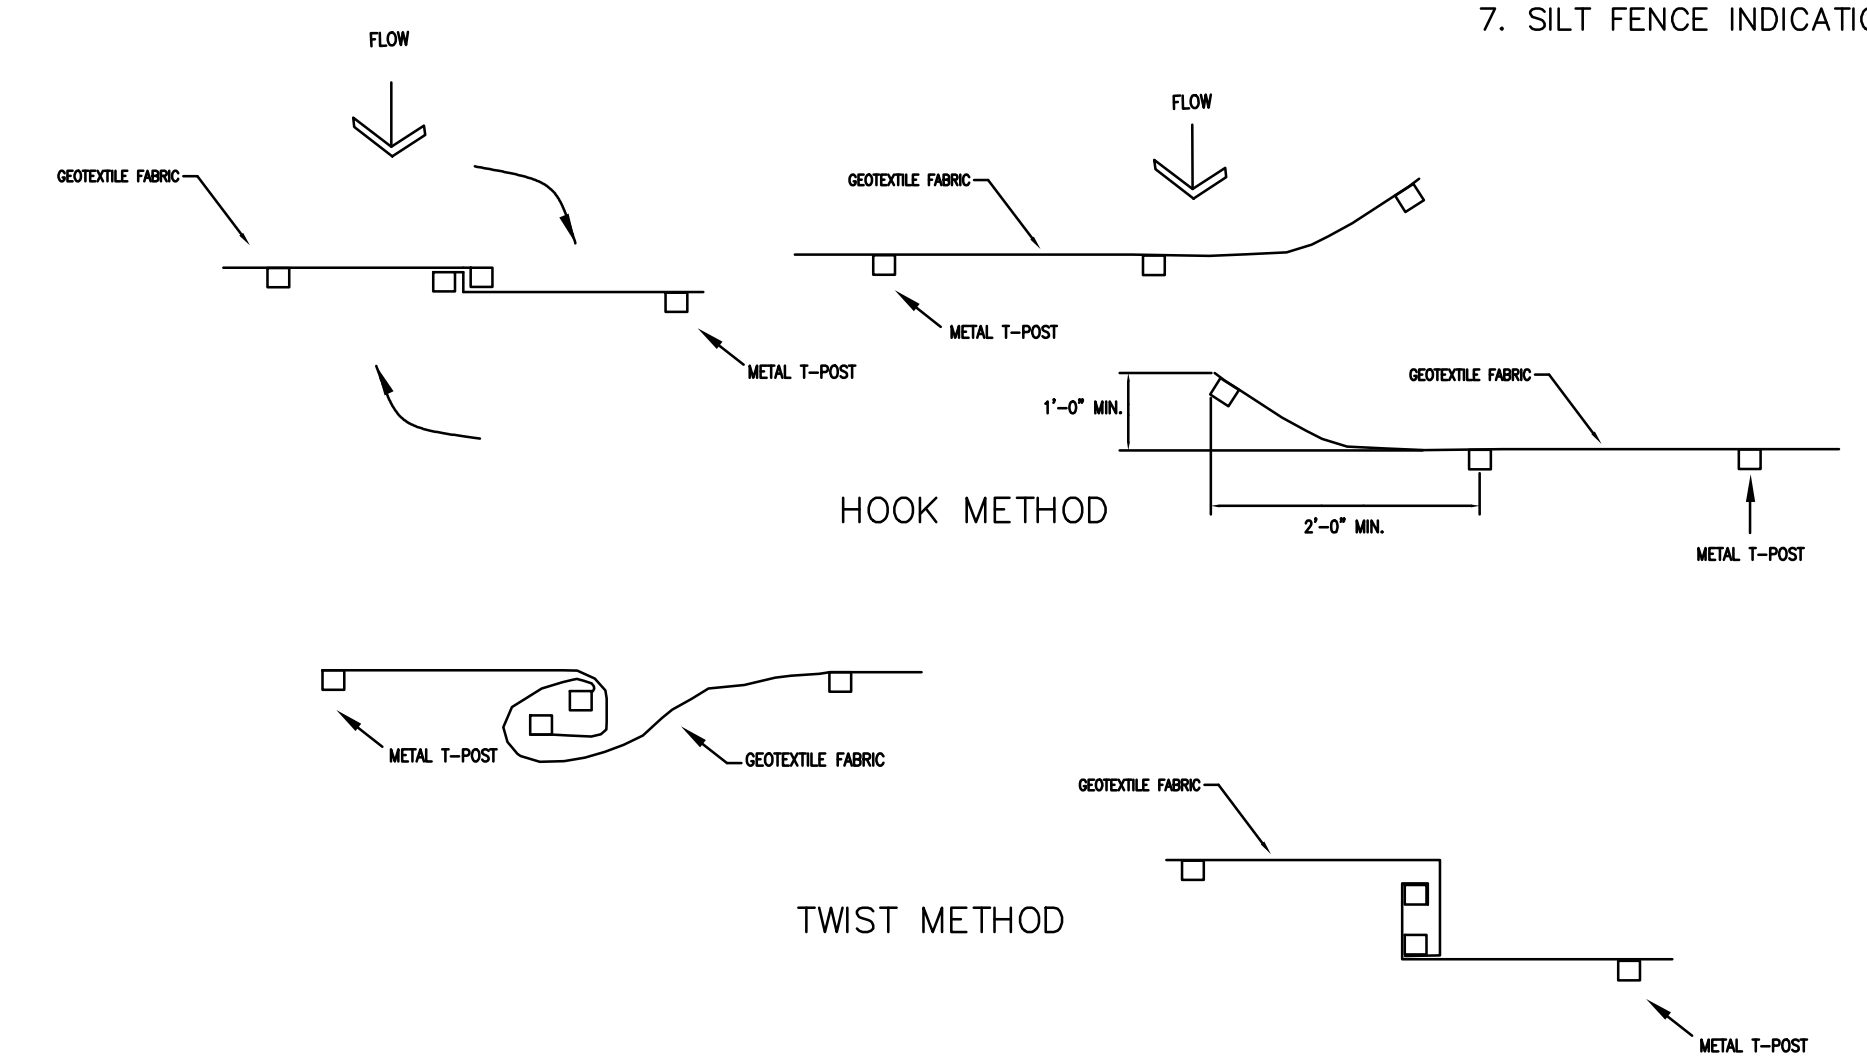 7. SILT FENCE INDICATIO
FLOW
FLOW
GEOTEXTILE FABRIC
GEOTEXTILE FABRIC
METAL T-POST
METAL T-POST
GEOTEXTILE FABRIC
1'-0" MIN.
HOOK METHOD
2'-0" MIN.
METAL T-POST
METAL T-POST
GEOTEXTILE FABRIC
GEOTEXTILE FABRIC
TWIST METHOD
METAL T-POST